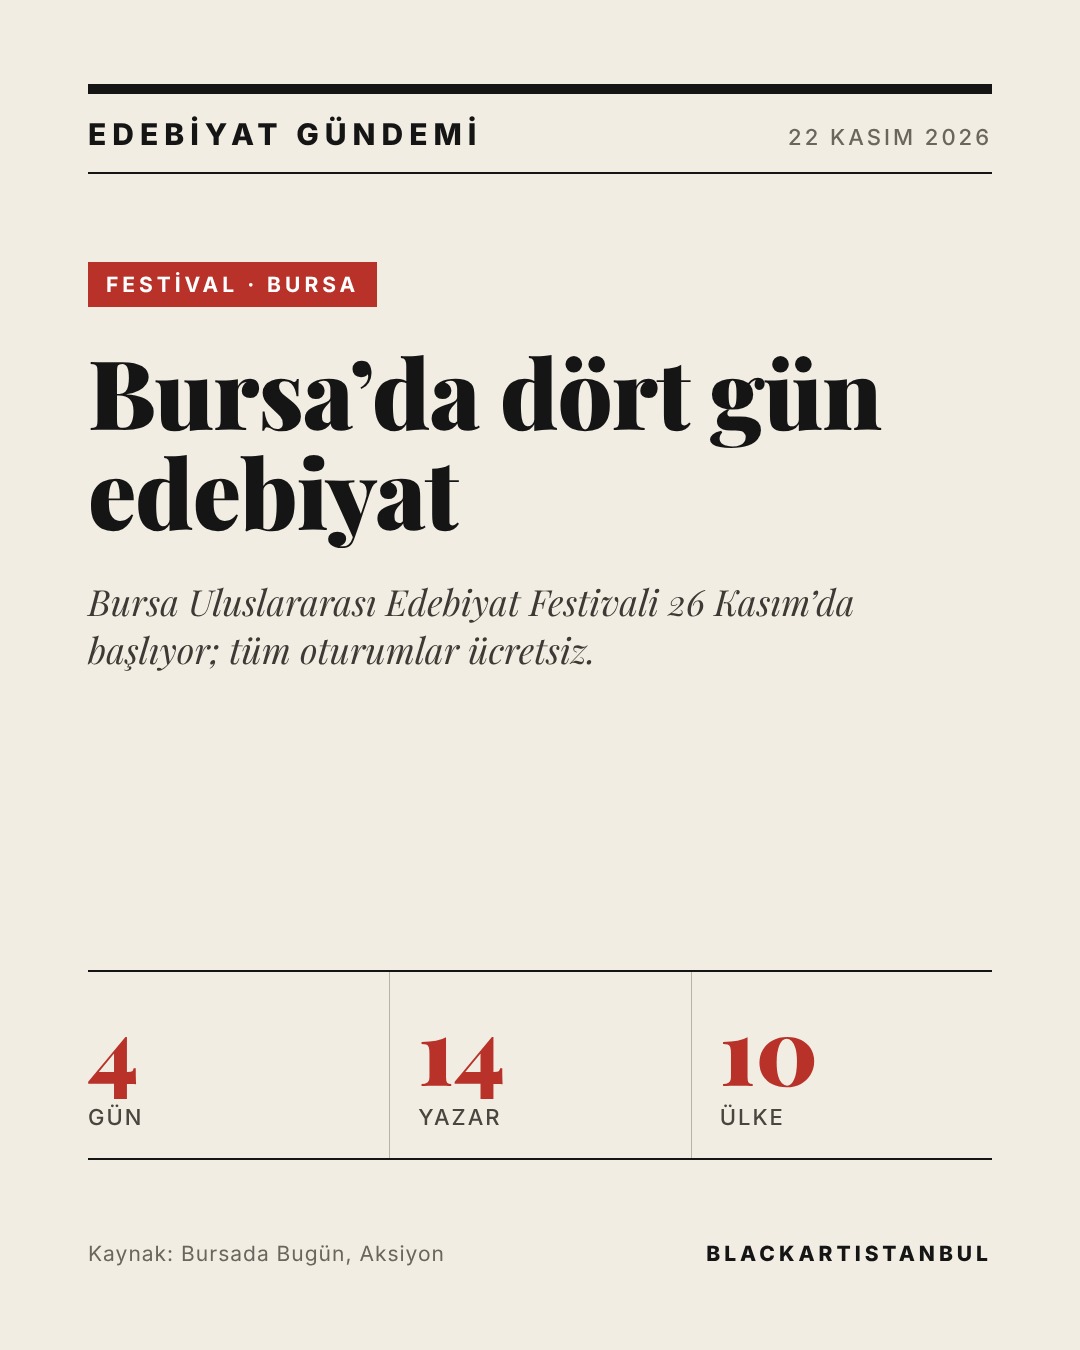 EDEBİYAT GÜNDEMİ
22 KASIM 2026
FESTİVAL · BURSA
Bursa’da dört gün
edebiyat
Bursa Uluslararası Edebiyat Festivali 26 Kasım’da
başlıyor; tüm oturumlar ücretsiz.
4
GÜN
14
YAZAR
10
ÜLKE
Kaynak: Bursada Bugün, Aksiyon
BLACKARTISTANBUL